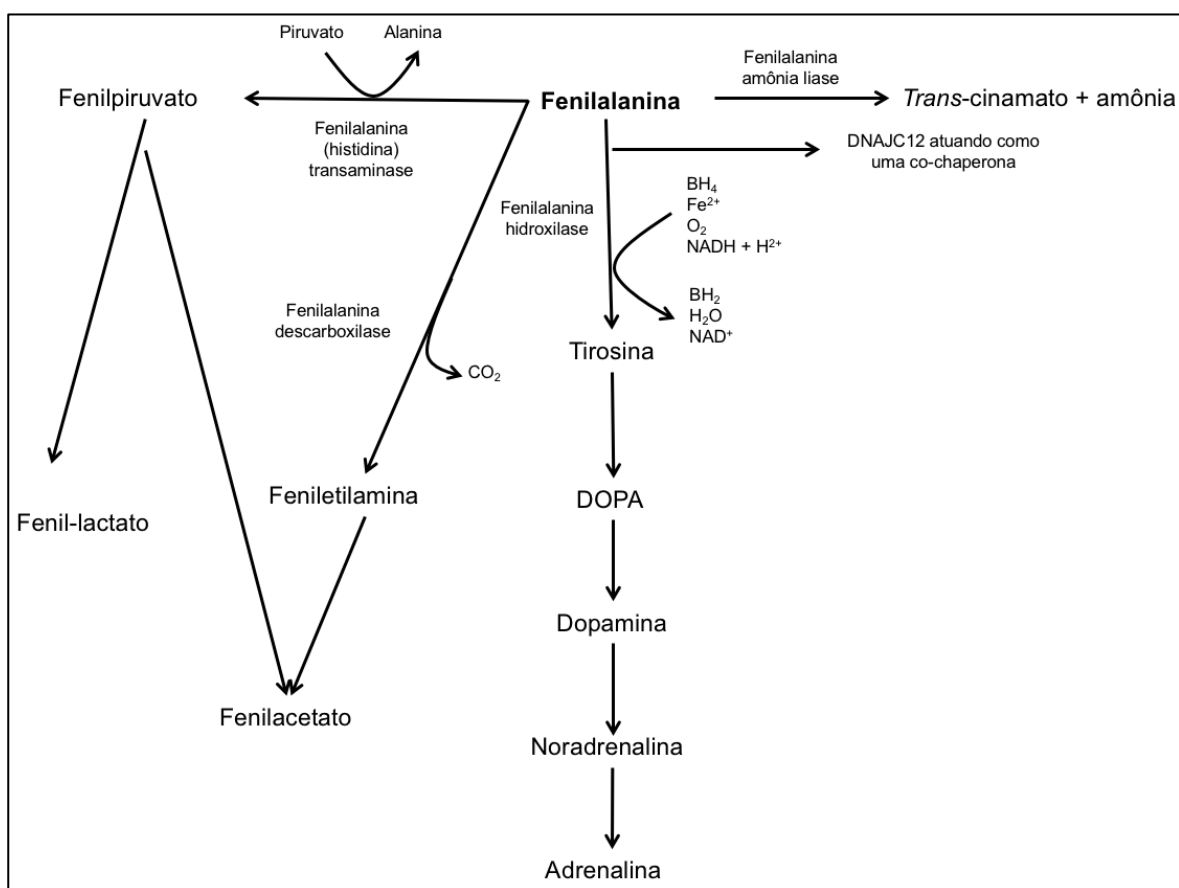 Piruvato
Alanina
Fenilpiruvato
Fenilalanina
(histidina)
transaminase
Fenilalanina
Fenilalanina
amônia liase
Trans-cinamato + amônia
DNAJC12 atuando como
uma co-chaperona
Fenilalanina
hidroxilase
BH₄
Fe²⁺
O₂
NADH + H²⁺
BH₂
H₂O
NAD⁺
Fenilalanina
descarboxilase
CO₂
Tirosina
Fenil-lactato
Feniletilamina
DOPA
Dopamina
Fenilacetato
Noradrenalina
Adrenalina